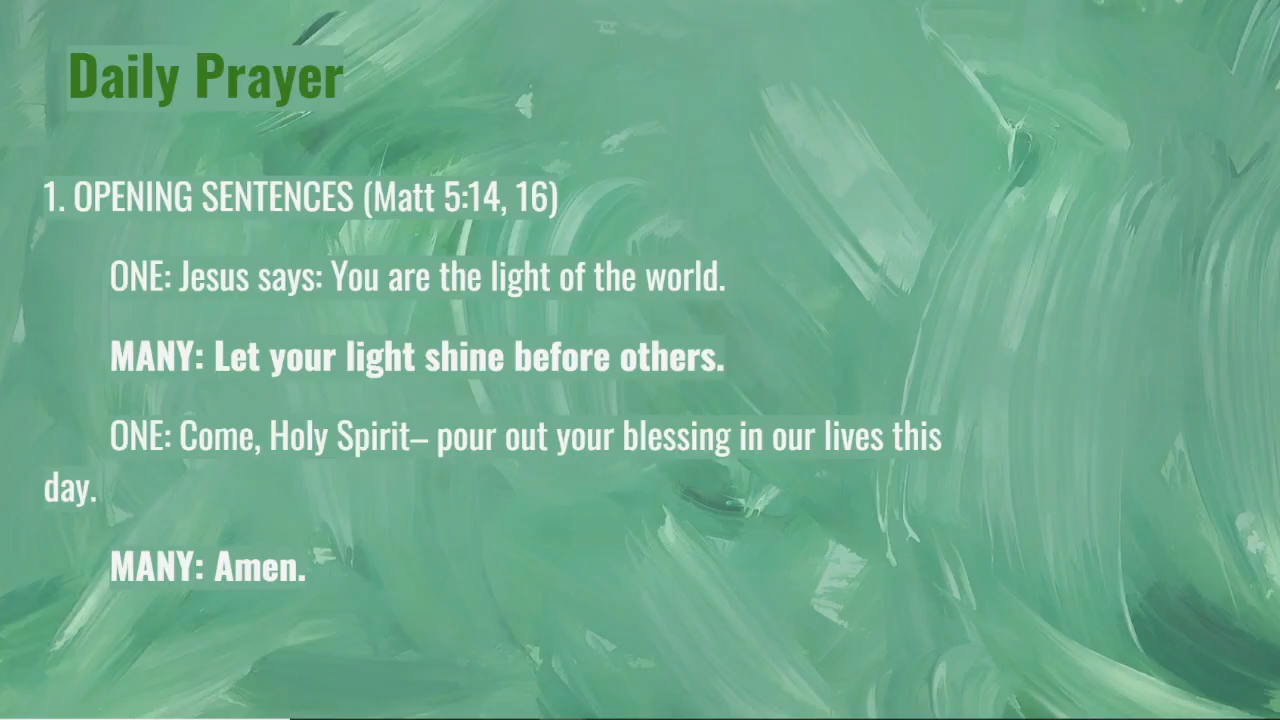 Daily Prayer
1. OPENING SENTENCES (Matt 5:14, 16)
ONE: Jesus says: You are the light of the world.
MANY: Let your light shine before others.
ONE: Come, Holy Spirit– pour out your blessing in our lives this
day.
MANY: Amen.